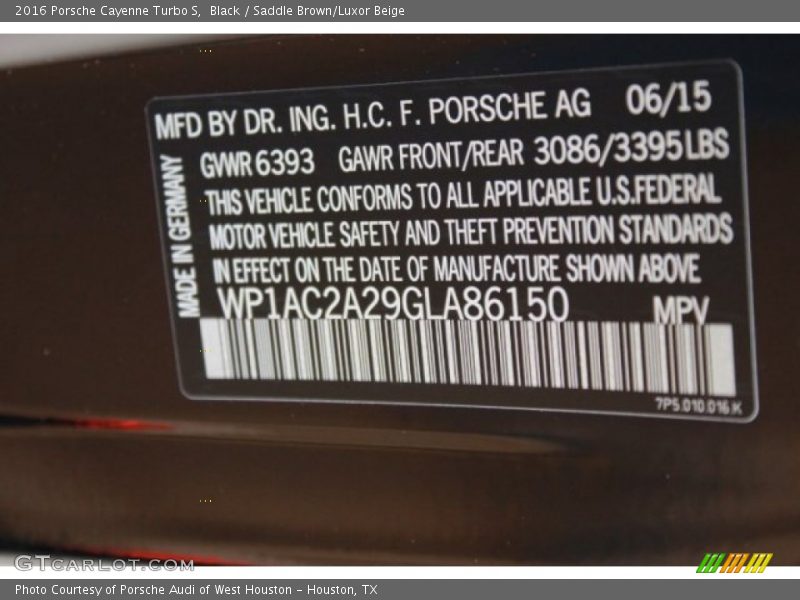 2016 Porsche Cayenne Turbo S, Black / Saddle Brown/Luxor Beige
MFD BY DR. ING. H.C. F. PORSCHE AG 06/15
GVWR 6393 GAWR FRONT/REAR 3086/3395 LBS
THIS VEHICLE CONFORMS TO ALL APPLICABLE U.S.FEDERAL
MOTOR VEHICLE SAFETY AND THEFT PREVENTION STANDARDS
IN EFFECT ON THE DATE OF MANUFACTURE SHOWN ABOVE
MADE IN GERMANY
WP1AC2A29GLA86150 MPV
7P5.010.016.K
GTCARLOT.COM
Photo Courtesy of Porsche Audi of West Houston - Houston, TX